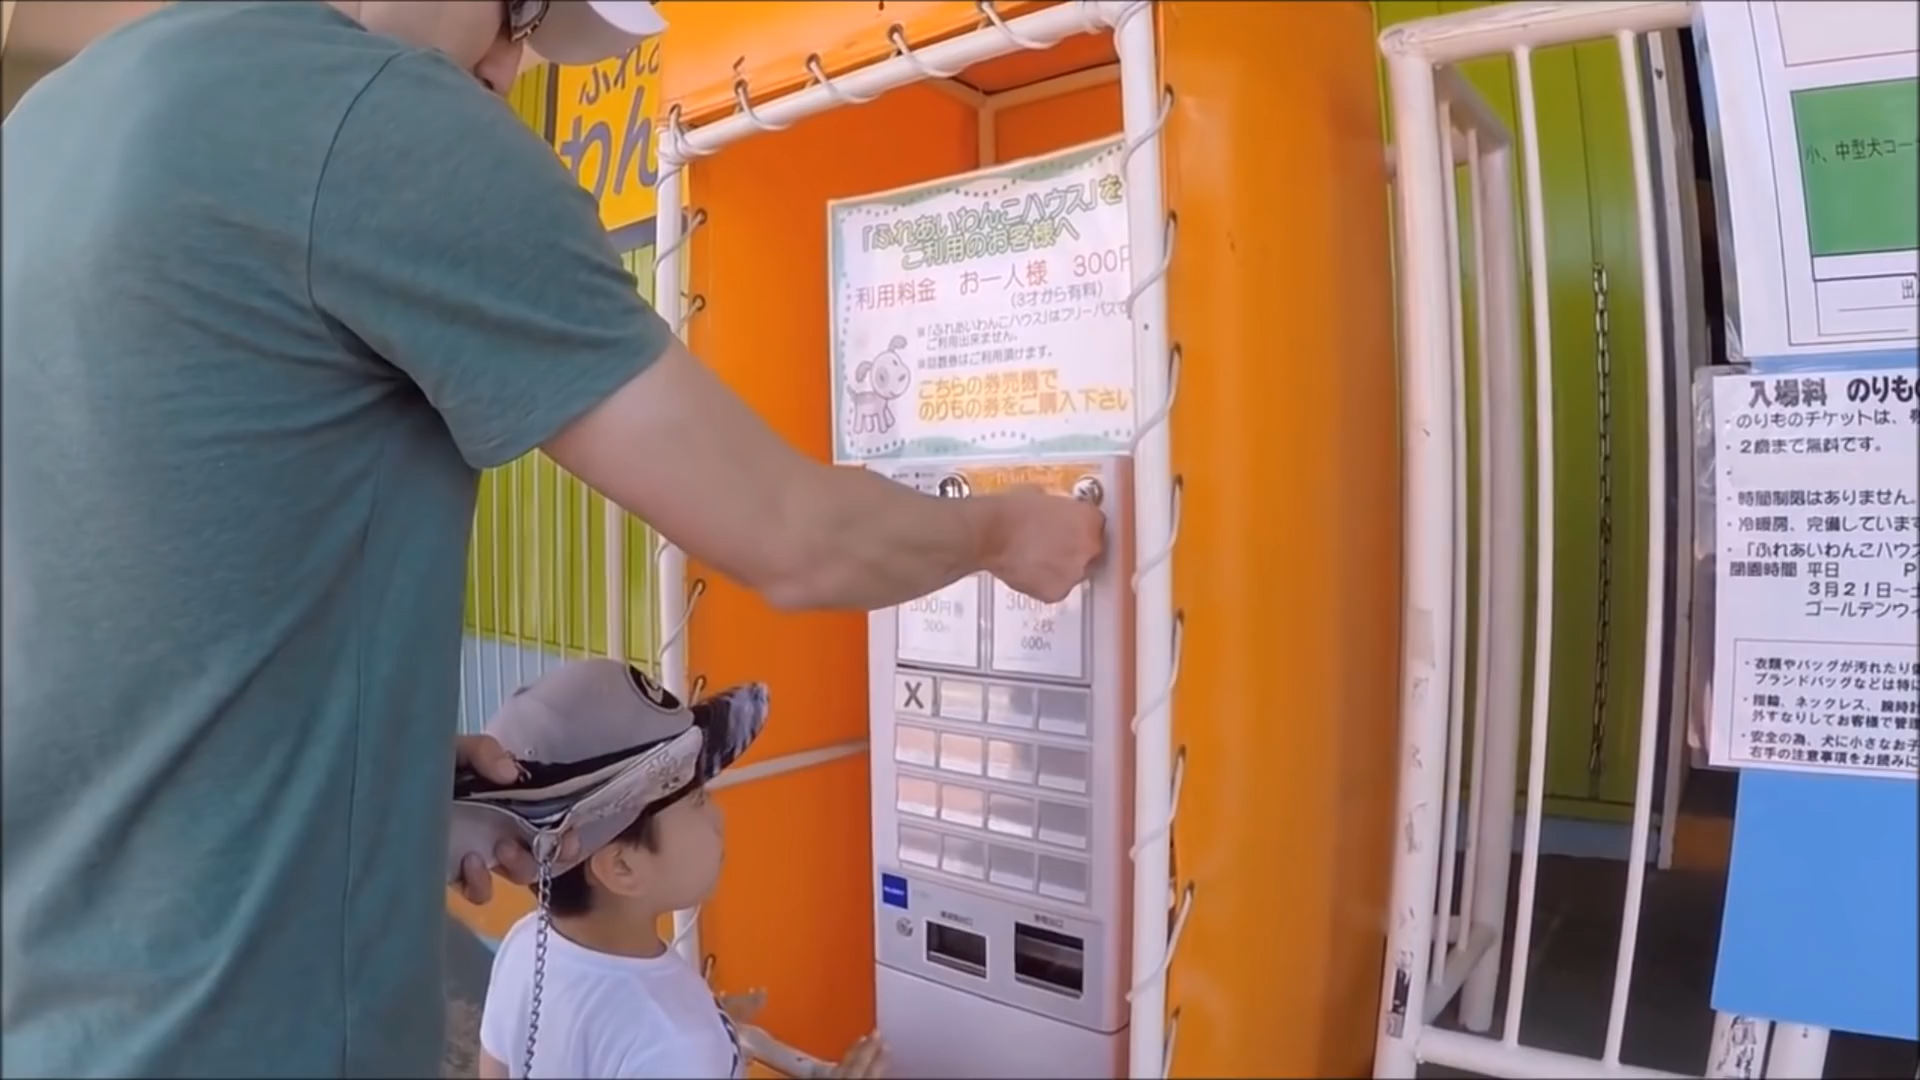 ふれあ
わん
「ふれあいわんこハウス」を
ご利用のお客様へ
利用料金 お一人様 300円
(3才から有料)
※「ふれあいわんこハウス」はフリーパスで
ご利用出来ません。
※回数券はご利用頂けます。
こちらの券売機で
のりもの券をご購入下さい
300円券
300円
300円券
×2枚
600円
X
小、中型犬コー
出
入場料 のりもの
・のりものチケットは、券
・2歳まで無料です。
・時間制限はありません。
・冷暖房、完備しています
・「ふれあいわんこハウス
閉園時間 平日 P
3月21日～土
ゴールデンウィ
・衣類やバッグが汚れたり傷
ブランドバッグなどは特に
・指輪、ネックレス、腕時計
外すなりしてお客様で管理
・安全の為、犬に小さなお子
右手の注意事項をお読みに